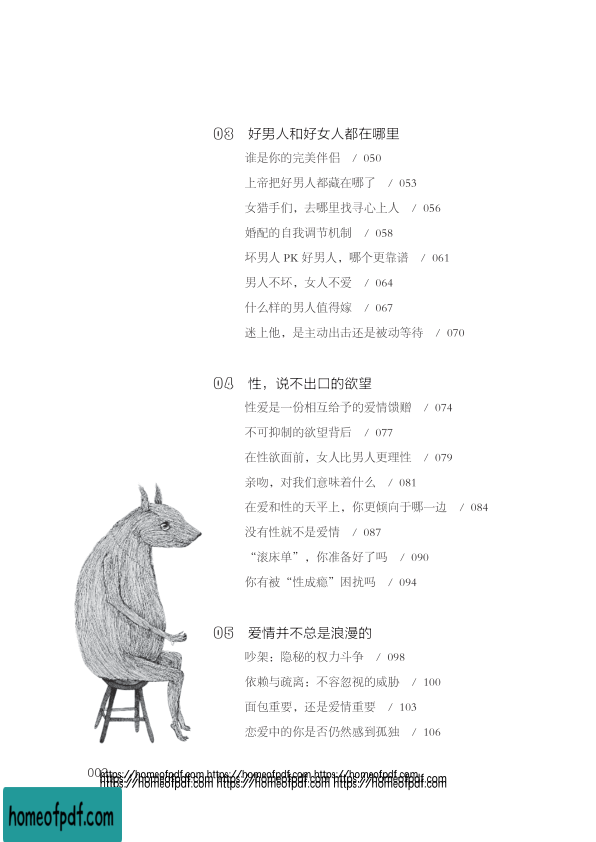 03 好男人和好女人都在哪里
谁是你的完美伴侣 / 050
上帝把好男人都藏在哪了 / 053
女猎手们，去哪里找寻心上人 / 056
婚配的自我调节机制 / 058
坏男人 PK 好男人，哪个更靠谱 / 061
男人不坏，女人不爱 / 064
什么样的男人值得嫁 / 067
迷上他，是主动出击还是被动等待 / 070
04 性，说不出口的欲望
性爱是一份相互给予的爱情馈赠 / 074
不可抑制的欲望背后 / 077
在性欲面前，女人比男人更理性 / 079
亲吻，对我们意味着什么 / 081
在爱和性的天平上，你更倾向于哪一边 / 084
没有性就不是爱情 / 087
“滚床单”，你准备好了吗 / 090
你有被“性成瘾”困扰吗 / 094
05 爱情并不总是浪漫的
吵架：隐秘的权力斗争 / 098
依赖与疏离：不容忽视的威胁 / 100
面包重要，还是爱情重要 / 103
恋爱中的你是否仍然感到孤独 / 106
https://homeofpdf.com https://homeofpdf.com https://homeofpdf.com
https://homeofpdf.com https://homeofpdf.com https://homeofpdf.com
https://homeofpdf.com https://homeofpdf.com https://homeofpdf.com
homeofpdf.com